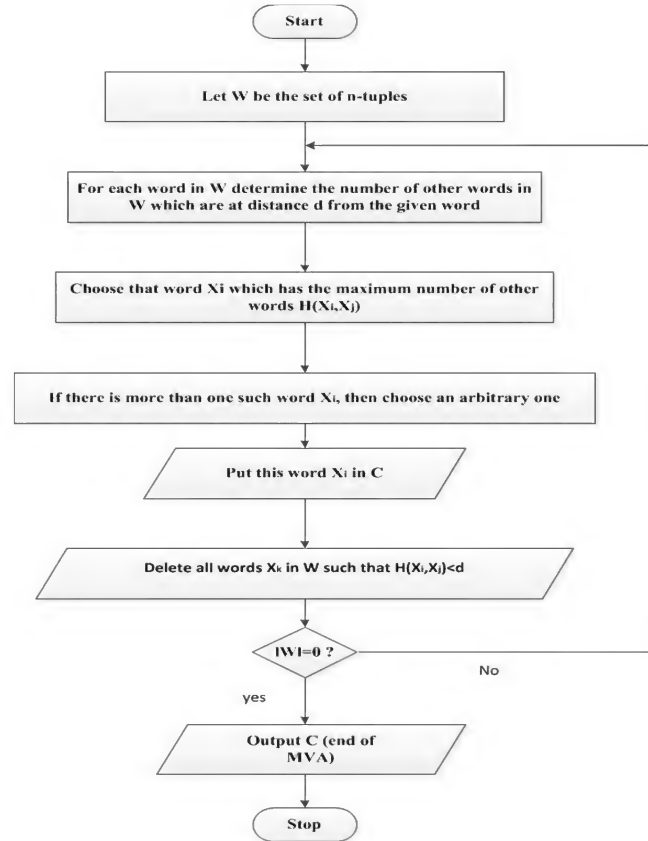 Start
Let W be the set of n-tuples
For each word in W determine the number of other words in
W which are at distance d from the given word
Choose that word Xi which has the maximum number of other
words H(Xi,Xj)
If there is more than one such word Xi, then choose an arbitrary one
Put this word Xi in C
Delete all words Xk in W such that H(Xi,Xj)<d
|W|=0 ?
No
yes
Output C (end of
MVA)
Stop